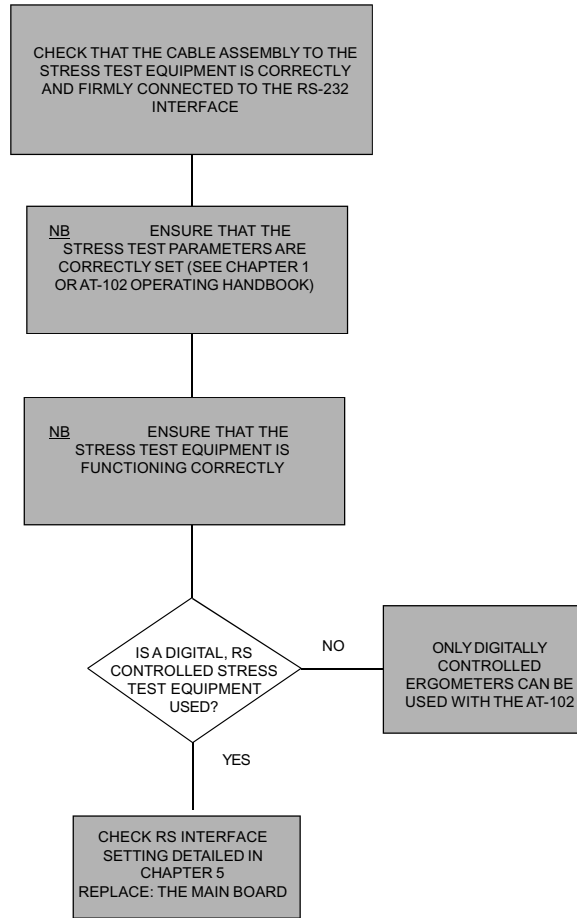 CHECK THAT THE CABLE ASSEMBLY TO THE
STRESS TEST EQUIPMENT IS CORRECTLY
AND FIRMLY CONNECTED TO THE RS-232
INTERFACE
NB ENSURE THAT THE
STRESS TEST PARAMETERS ARE
CORRECTLY SET (SEE CHAPTER 1
OR AT-102 OPERATING HANDBOOK)
NB ENSURE THAT THE
STRESS TEST EQUIPMENT IS
FUNCTIONING CORRECTLY
IS A DIGITAL, RS
CONTROLLED STRESS
TEST EQUIPMENT
USED?
NO
ONLY DIGITALLY
CONTROLLED
ERGOMETERS CAN BE
USED WITH THE AT-102
YES
CHECK RS INTERFACE
SETTING DETAILED IN
CHAPTER 5
REPLACE: THE MAIN BOARD